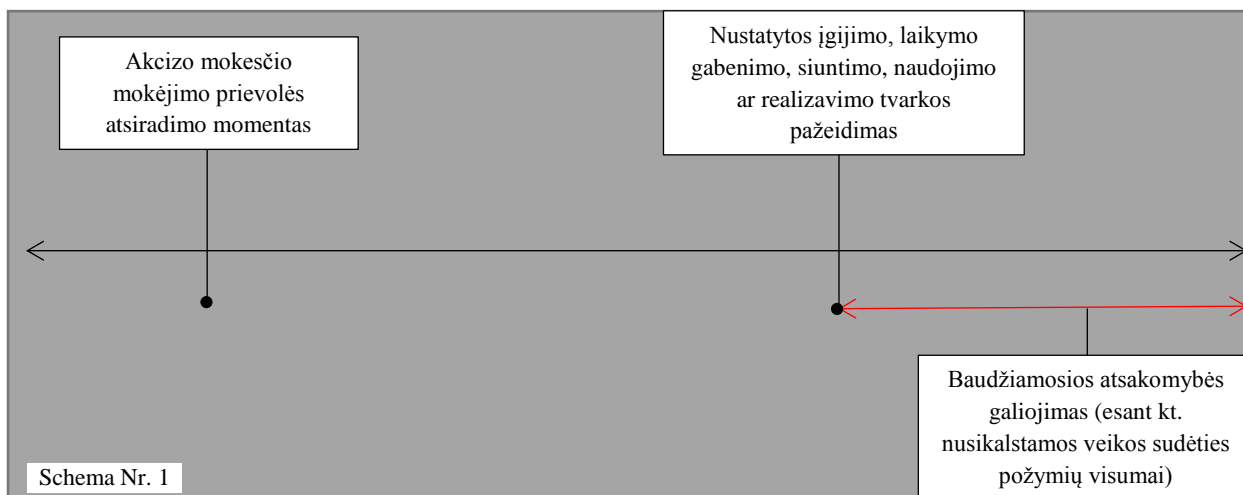 Akcizo mokesčio
mokėjimo prievolės
atsiradimo momentas
Nustatytos įgijimo, laikymo
gabenimo, siuntimo, naudojimo
ar realizavimo tvarkos
pažeidimas
Baudžiamosios atsakomybės
galiojimas (esant kt.
nusikalstamos veikos sudėties
požymių visumai)
Schema Nr. 1